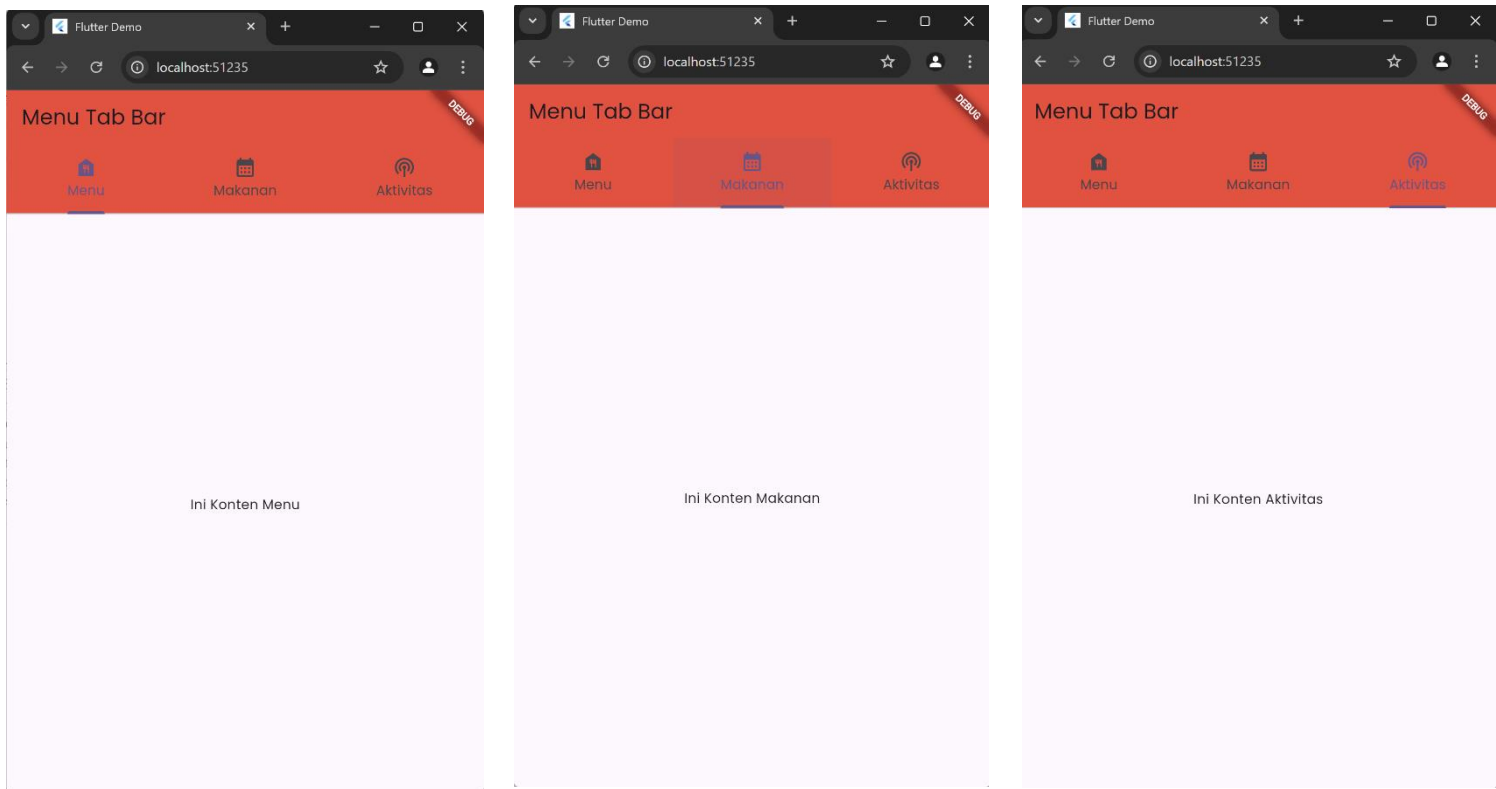 Flutter Demo
localhost:51235
Menu Tab Bar
DEBUG
Menu Makanan Aktivitas
Ini Konten Menu
Flutter Demo
localhost:51235
Menu Tab Bar
DEBUG
Menu Makanan Aktivitas
Ini Konten Makanan
Flutter Demo
localhost:51235
Menu Tab Bar
DEBUG
Menu Makanan Aktivitas
Ini Konten Aktivitas